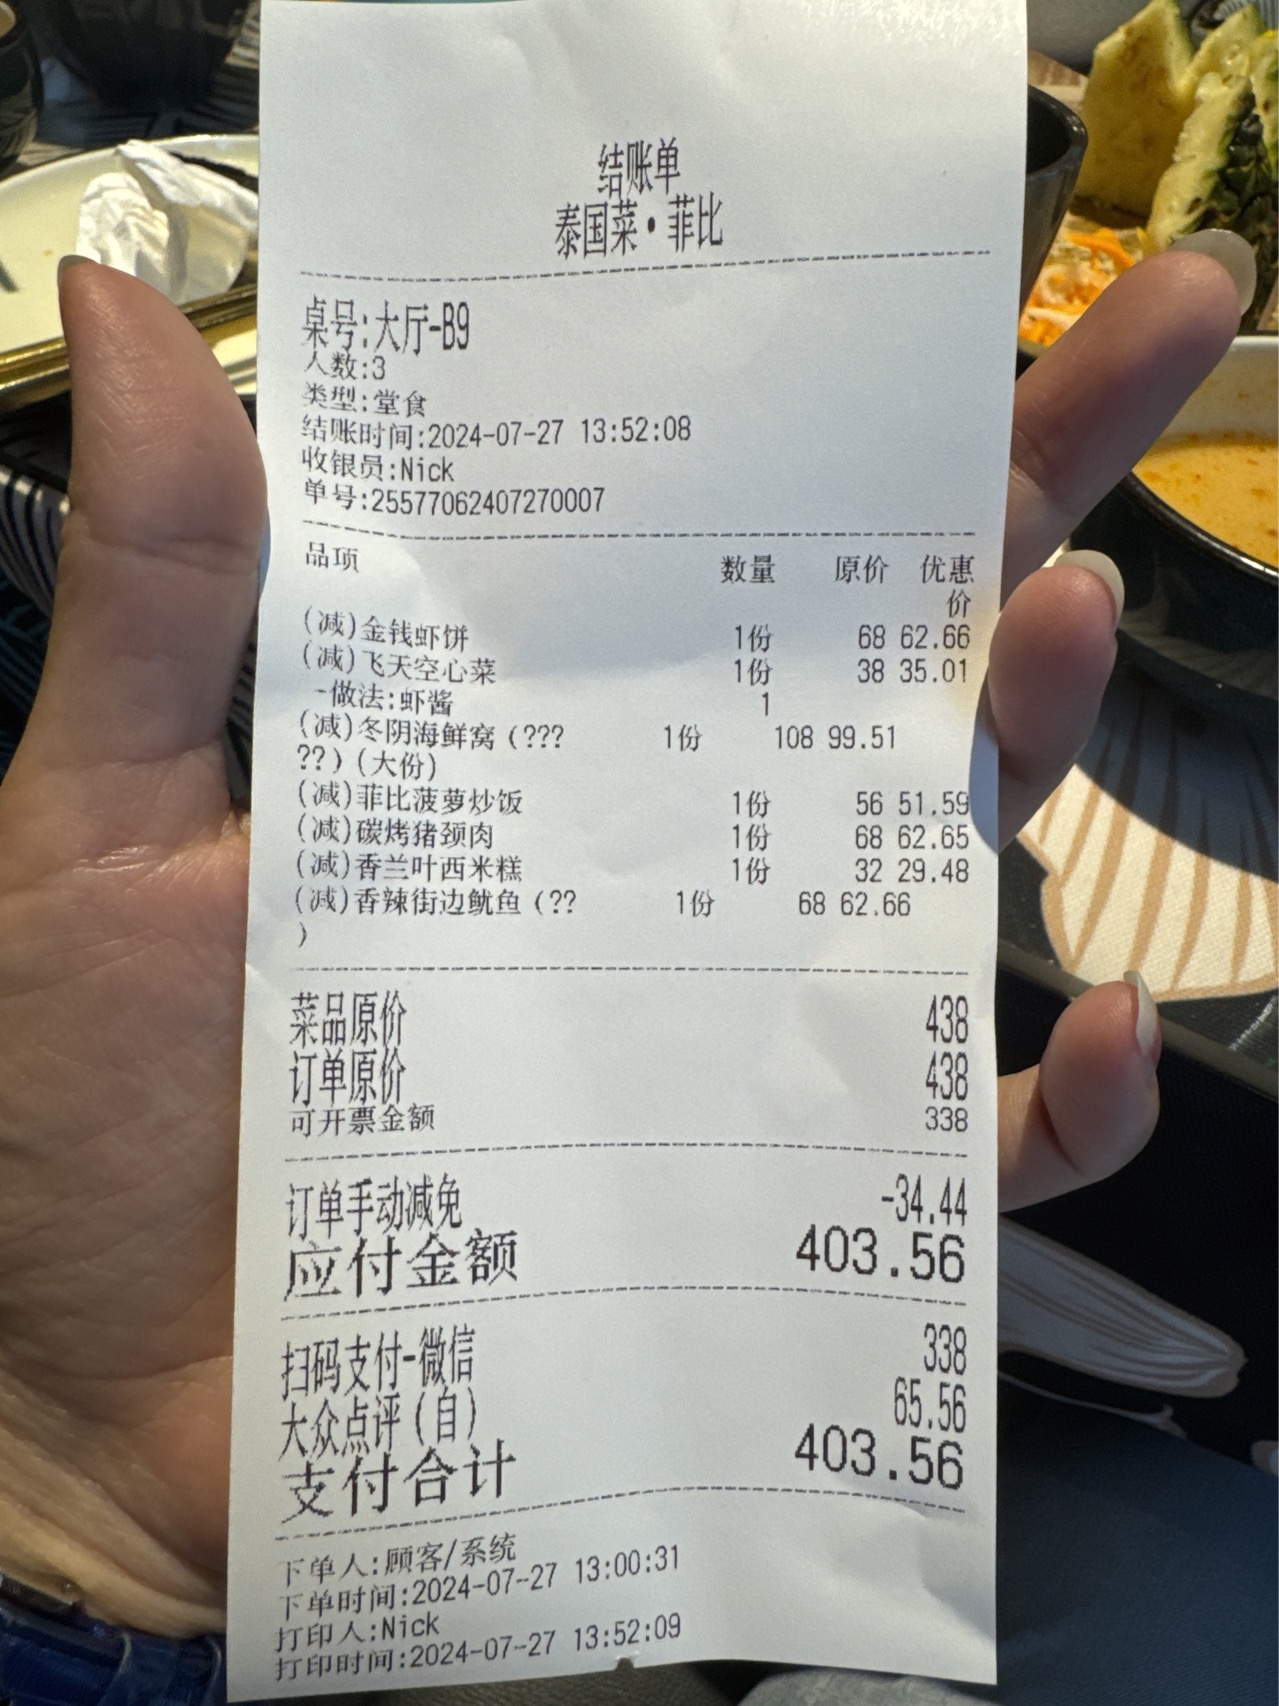 结账单
泰国菜·菲比
桌号:大厅-B9
人数:3
类型:堂食
结账时间:2024-07-27 13:52:08
收银员:Nick
单号:25577062407270007
品项 数量 原价 优惠
价
(减)金钱虾饼 1份 68 62.66
(减)飞天空心菜 1份 38 35.01
-做法:虾酱 1
(减)冬阴海鲜窝(??? 1份 108 99.51
??)(大份)
(减)菲比菠萝炒饭 1份 56 51.59
(减)碳烤猪颈肉 1份 68 62.65
(减)香兰叶西米糕 1份 32 29.48
(减)香辣街边鱿鱼(?? 1份 68 62.66
)
菜品原价 438
订单原价 438
可开票金额 338
订单手动减免 -34.44
应付金额 403.56
扫码支付-微信 338
大众点评(自) 65.56
支付合计 403.56
下单人:顾客/系统
下单时间:2024-07-27 13:00:31
打印人:Nick
打印时间:2024-07-27 13:52:09